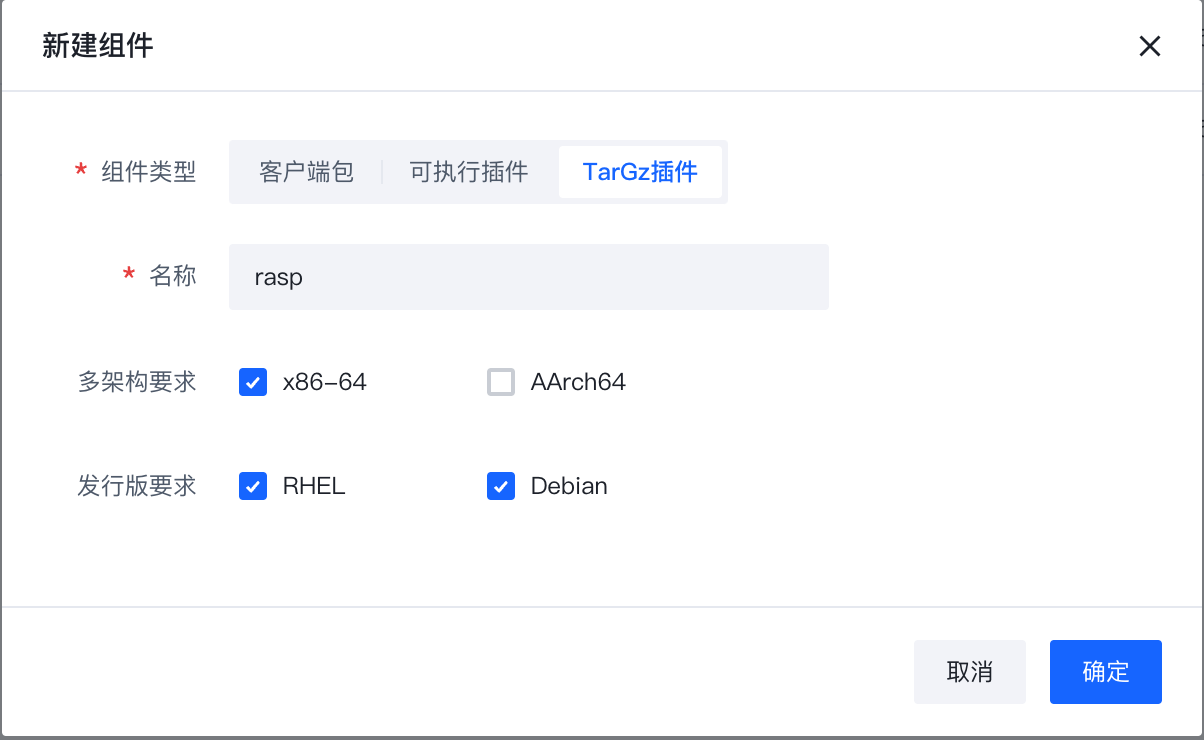 新建组件
* 组件类型 客户端包 可执行插件 TarGz插件
* 名称 rasp
多架构要求 x86-64 AArch64
发行版要求 RHEL Debian
取消 确定